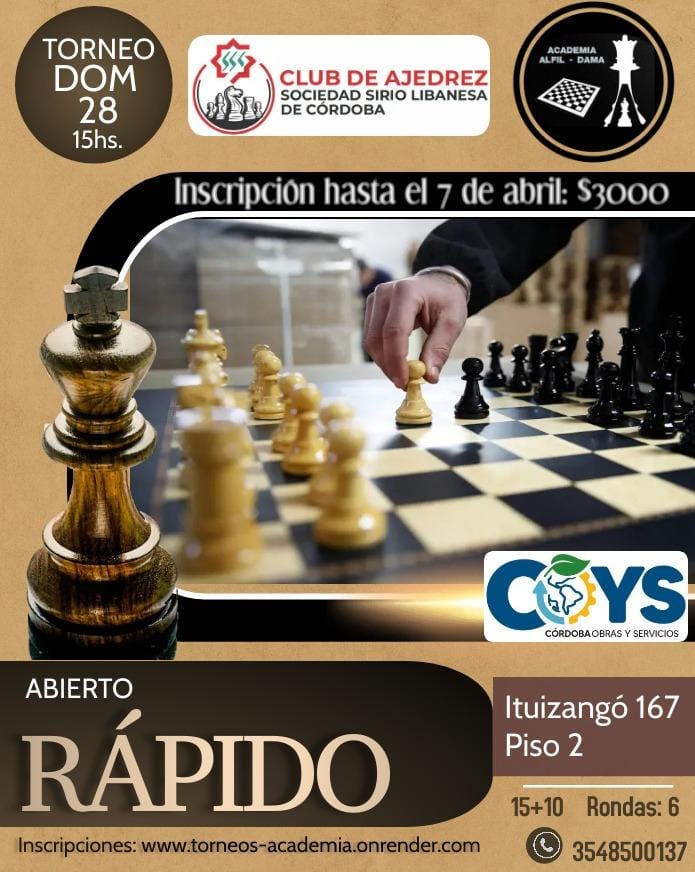 TORNEO
DOM
28
15hs.
CLUB DE AJEDREZ
SOCIEDAD SIRIO LIBANESA
DE CÓRDOBA
ACADEMIA
ALFIL - DAMA
Inscripción hasta el 7 de abril: $3000
COYS
CÓRDOBA OBRAS Y SERVICIOS
ABIERTO
RÁPIDO
Ituizangó 167
Piso 2
15+10 Rondas: 6
Inscripciones: www.torneos-academia.onrender.com
3548500137